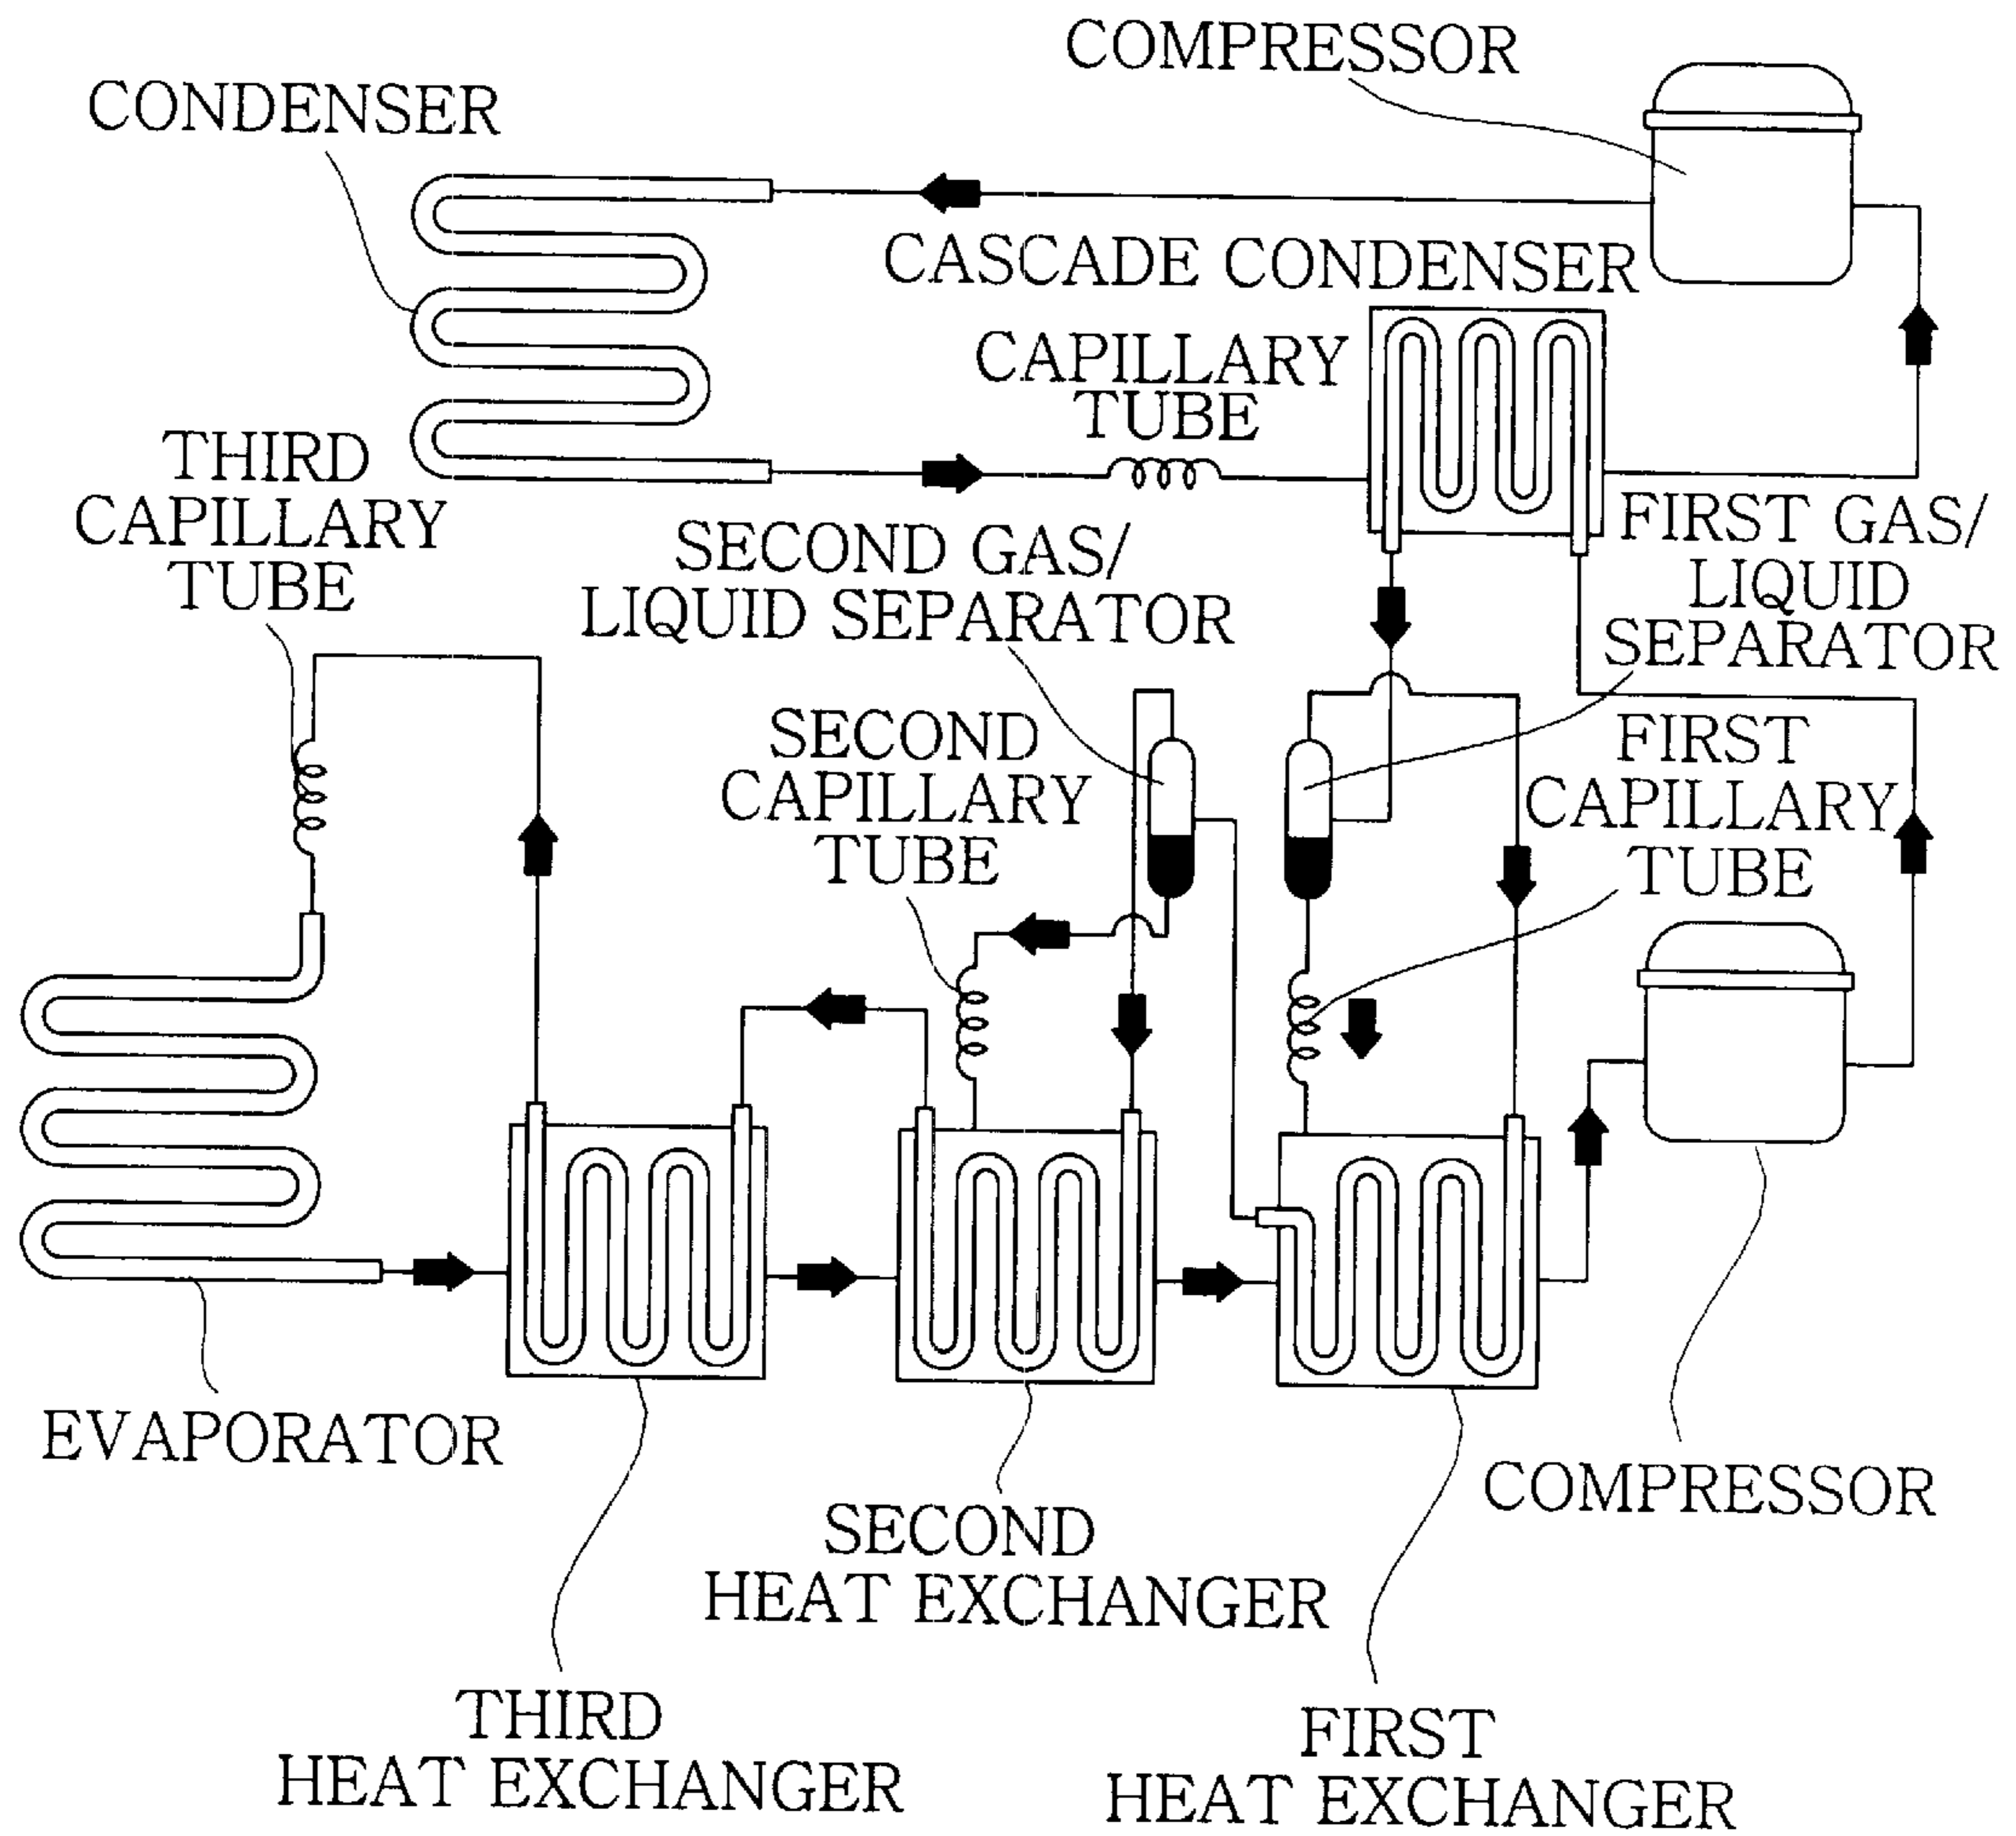 COMPRESSOR
CONDENSER
CASCADE CONDENSER
CAPILLARY
TUBE
THIRD
CAPILLARY
TUBE
SECOND GAS/
LIQUID SEPARATOR
FIRST GAS/
LIQUID
SEPARATOR
SECOND
CAPILLARY
TUBE
FIRST
CAPILLARY
TUBE
EVAPORATOR
COMPRESSOR
SECOND
HEAT EXCHANGER
THIRD
HEAT EXCHANGER
FIRST
HEAT EXCHANGER